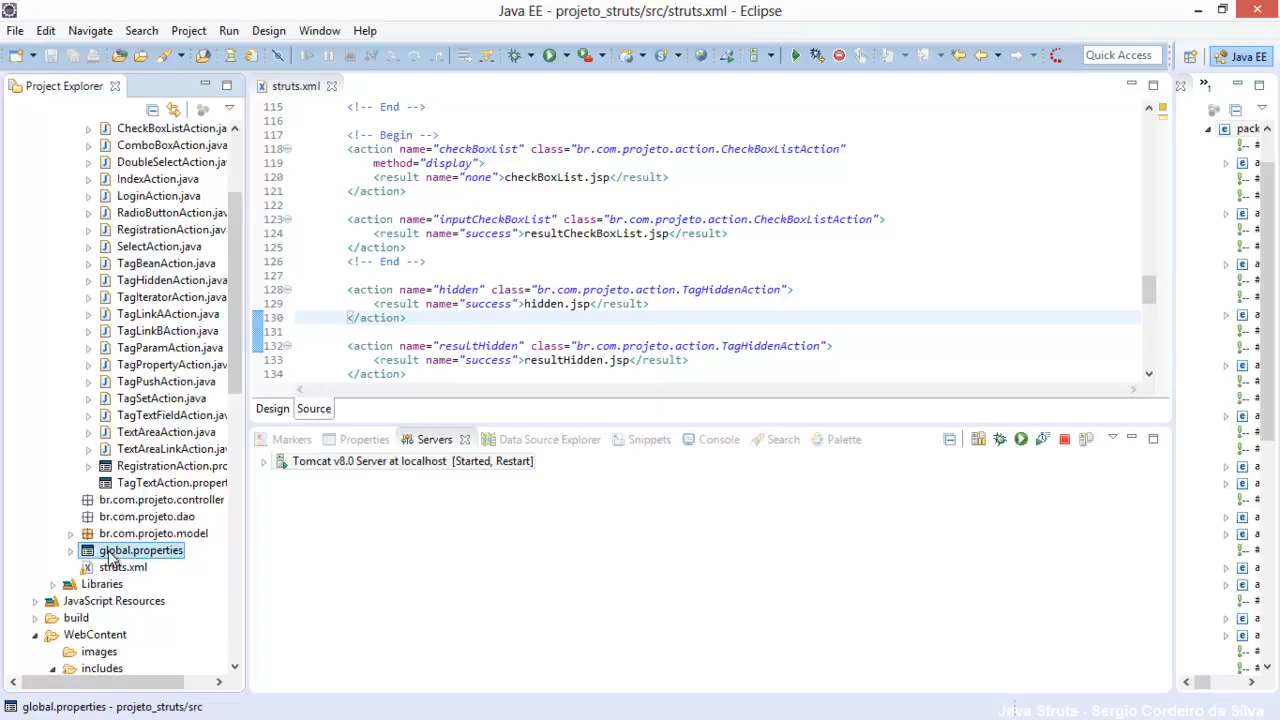 Java EE - projeto_struts/src/struts.xml - Eclipse
File Edit Navigate Search Project Run Design Window Help
Quick Access
Java EE
Project Explorer
CheckBoxListAction.ja
ComboBoxAction.java
DoubleSelectAction.ja
IndexAction.java
LoginAction.java
RadioButtonAction.jav
RegistrationAction.jav
SelectAction.java
TagBeanAction.java
TagHiddenAction.java
TagIteratorAction.java
TagLinkAAction.java
TagLinkBAction.java
TagParamAction.java
TagPropertyAction.java
TagPushAction.java
TagSetAction.java
TagTextFieldAction.java
TextAreaAction.java
TextAreaLinkAction.java
RegistrationAction.pro
TagTextAction.propert
br.com.projeto.controller
br.com.projeto.dao
br.com.projeto.model
global.properties
struts.xml
Libraries
JavaScript Resources
build
WebContent
images
includes
struts.xml
115 <!-- End -->
116
117 <!-- Begin -->
118 <action name="checkBoxList" class="br.com.projeto.action.CheckBoxListAction"
119 method="display">
120 <result name="none">checkBoxList.jsp</result>
121 </action>
122
123 <action name="inputCheckBoxList" class="br.com.projeto.action.CheckBoxListAction">
124 <result name="success">resultCheckBoxList.jsp</result>
125 </action>
126 <!-- End -->
127
128 <action name="hidden" class="br.com.projeto.action.TagHiddenAction">
129 <result name="success">hidden.jsp</result>
130 </action>
131
132 <action name="resultHidden" class="br.com.projeto.action.TagHiddenAction">
133 <result name="success">resultHidden.jsp</result>
134 </action>
Design Source
Markers Properties Servers Data Source Explorer Snippets Console Search Palette
Tomcat v8.0 Server at localhost [Started, Restart]
pack
global.properties - projeto_struts/src
Java Struts - Sergio Cordeiro da Silva